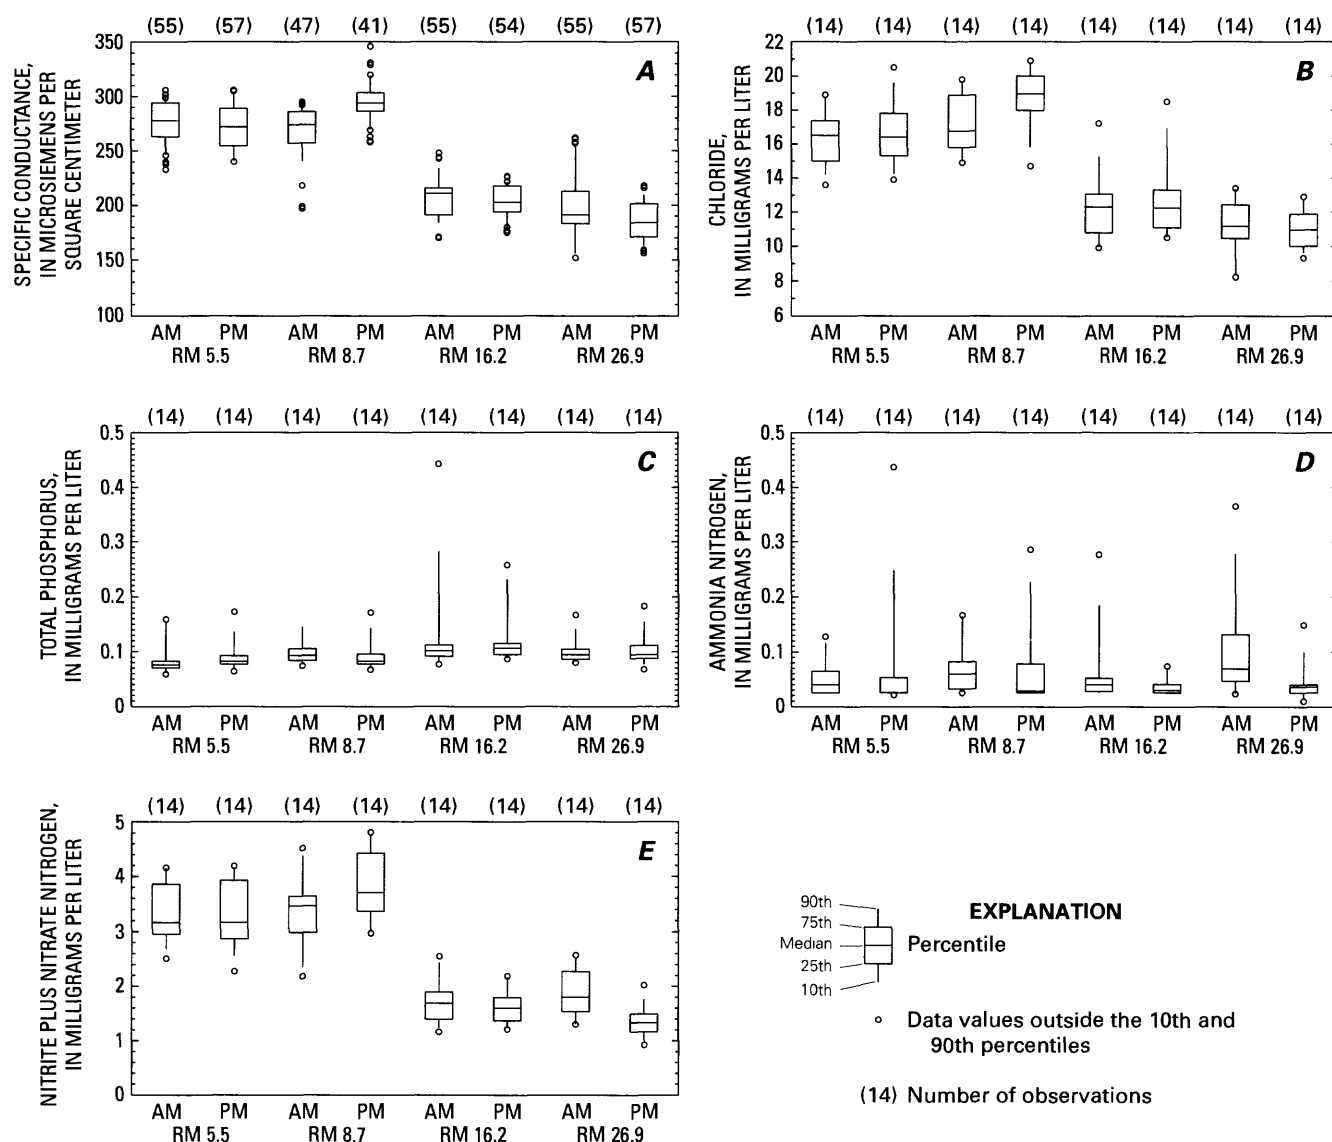 (55) (57) (47) (41) (55) (54) (55) (57)
SPECIFIC CONDUCTANCE,
IN MICROSIEMENS PER
SQUARE CENTIMETER
350
300
250
200
150
100
A
AM PM AM PM AM PM AM PM
RM 5.5 RM 8.7 RM 16.2 RM 26.9
(14) (14) (14) (14) (14) (14) (14) (14)
CHLORIDE,
IN MILLIGRAMS PER LITER
22
20
18
16
14
12
10
8
6
B
AM PM AM PM AM PM AM PM
RM 5.5 RM 8.7 RM 16.2 RM 26.9
(14) (14) (14) (14) (14) (14) (14) (14)
TOTAL PHOSPHORUS,
IN MILLIGRAMS PER LITER
0.5
0.4
0.3
0.2
0.1
0
C
AM PM AM PM AM PM AM PM
RM 5.5 RM 8.7 RM 16.2 RM 26.9
(14) (14) (14) (14) (14) (14) (14) (14)
AMMONIA NITROGEN,
IN MILLIGRAMS PER LITER
0.5
0.4
0.3
0.2
0.1
0
D
AM PM AM PM AM PM AM PM
RM 5.5 RM 8.7 RM 16.2 RM 26.9
(14) (14) (14) (14) (14) (14) (14) (14)
NITRITE PLUS NITRATE NITROGEN,
IN MILLIGRAMS PER LITER
5
4
3
2
1
0
E
AM PM AM PM AM PM AM PM
RM 5.5 RM 8.7 RM 16.2 RM 26.9
EXPLANATION
90th
75th
Median
25th
10th
Percentile
Data values outside the 10th and
90th percentiles
(14) Number of observations